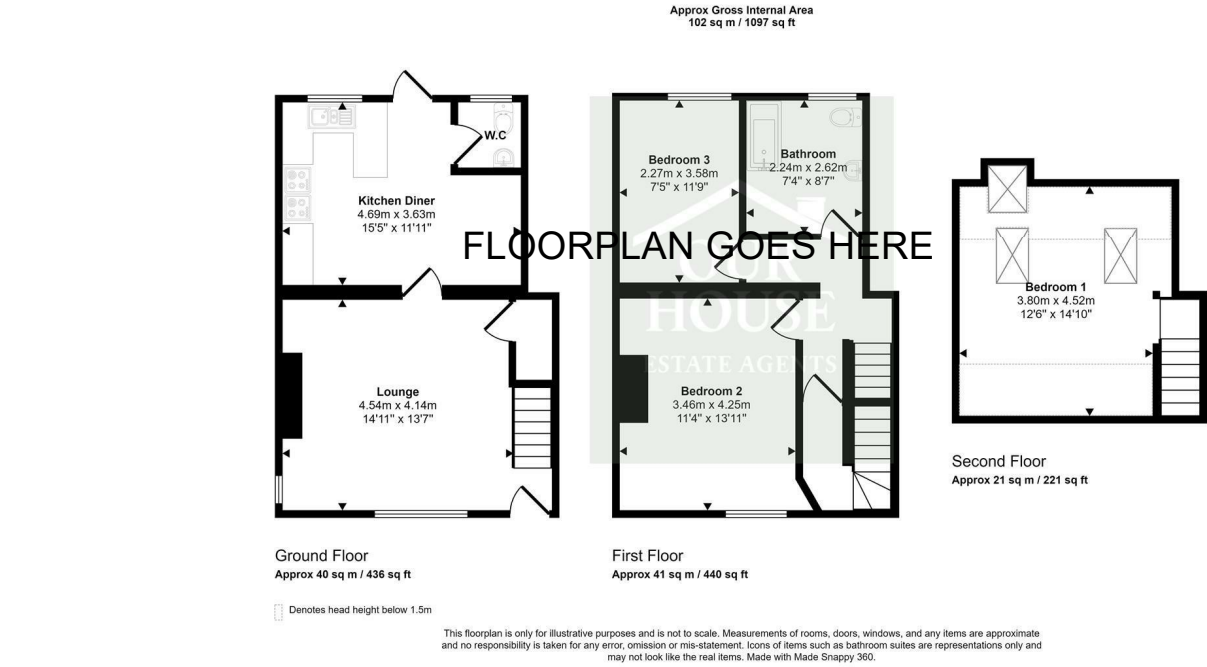 Approx Gross Internal Area
102 sq m / 1097 sq ft
W.C
Kitchen Diner
4.69m x 3.63m
15'5" x 11'11"
Bedroom 3
2.27m x 3.58m
7'5" x 11'9"
Bathroom
2.24m x 2.62m
7'4" x 8'7"
FLOORPLAN GOES HERE
OUR
HOUSE
ESTATE AGENTS
Bedroom 1
3.80m x 4.52m
12'6" x 14'10"
Lounge
4.54m x 4.14m
14'11" x 13'7"
Bedroom 2
3.46m x 4.25m
11'4" x 13'11"
Second Floor
Approx 21 sq m / 221 sq ft
Ground Floor
Approx 40 sq m / 436 sq ft
First Floor
Approx 41 sq m / 440 sq ft
Denotes head height below 1.5m
This floorplan is only for illustrative purposes and is not to scale. Measurements of rooms, doors, windows, and any items are approximate
and no responsibility is taken for any error, omission or mis-statement. Icons of items such as bathroom suites are representations only and
may not look like the real items. Made with Made Snappy 360.